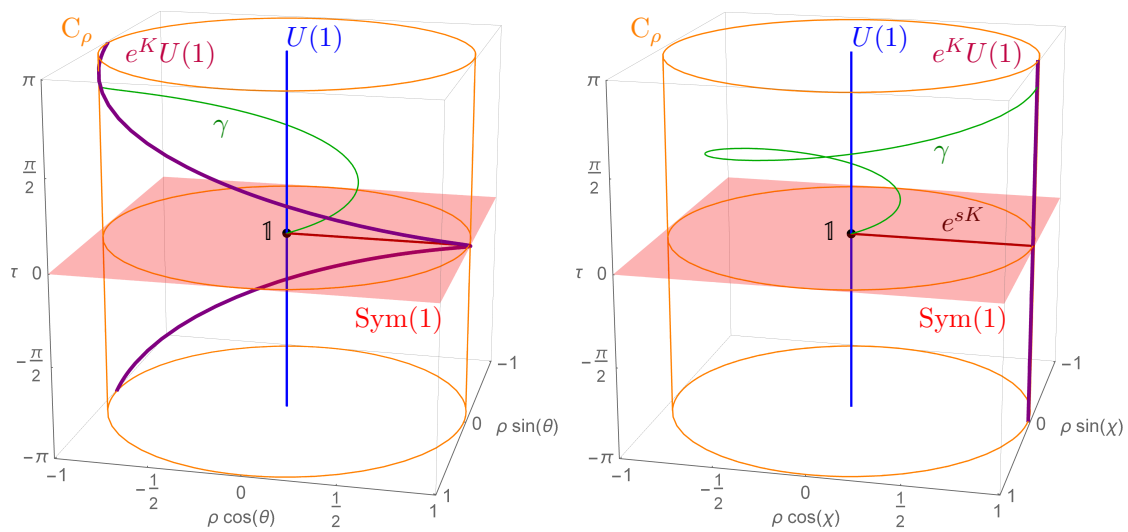 C_ρ
e^K U(1)
U(1)
π
γ
π/2
𝟙
τ 0
Sym(1)
−π/2
−π
−1
−1/2
0
1/2
1
ρ cos(θ)
−1
0
ρ sin(θ)
1
C_ρ
U(1)
e^K U(1)
π
γ
π/2
e^{sK}
𝟙
τ 0
Sym(1)
−π/2
−π
−1
−1/2
0
1/2
1
ρ cos(χ)
−1
0
ρ sin(χ)
1